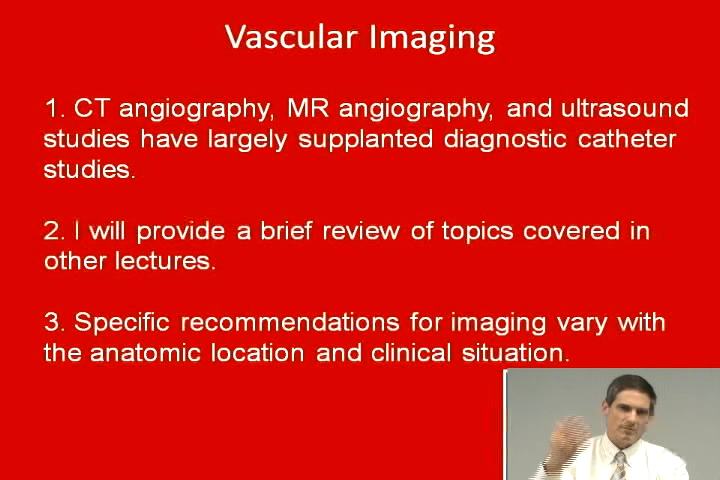 Vascular Imaging
1. CT angiography, MR angiography, and ultrasound
studies have largely supplanted diagnostic catheter
studies.
2. I will provide a brief review of topics covered in
other lectures.
3. Specific recommendations for imaging vary with
the anatomic location and clinical situation.